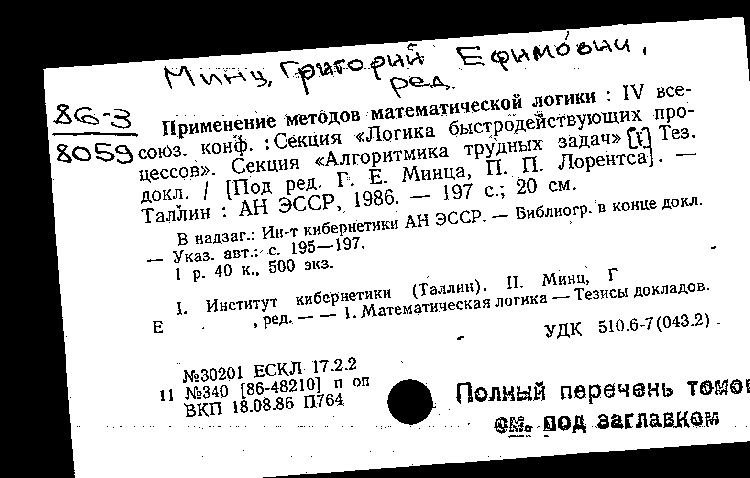 Минц, Григорий Ефимович,
ред.
86-3
8059
Применение методов математической логики : IV все-
союз. конф. : Секция «Логика быстродействующих про-
цессов». Секция «Алгоритмика трудных задач» [:] Тез.
докл. / [Под ред. Г. Е. Минца, П. П. Лорентса]. —
Таллин : АН ЭССР, 1986. — 197 с.; 20 см.
В надзаг.: Ин-т кибернетики АН ЭССР. — Библиогр. в конце докл.
— Указ. авт.: с. 195—197.
1 р. 40 к., 500 экз.
I. Институт кибернетики (Таллин). II. Минц, Г
Е , ред. — — 1. Математическая логика — Тезисы докладов.
УДК 510.6-7(043.2)
№30201 ЕСКЛ 17.2.2
11 №340 [86-48210] п оп
ВКП 18.08.86 П764
Полный перечень томов
см. под заглавием